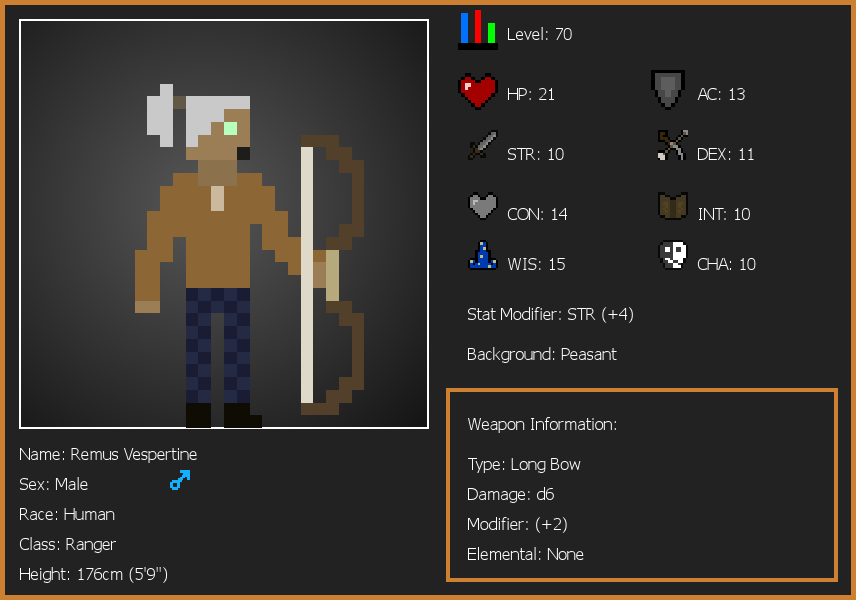 Level: 70
HP: 21
AC: 13
STR: 10
DEX: 11
CON: 14
INT: 10
WIS: 15
CHA: 10
Stat Modifier: STR (+4)
Background: Peasant
Weapon Information:
Type: Long Bow
Damage: d6
Modifier: (+2)
Elemental: None
Name: Remus Vespertine
Sex: Male
Race: Human
Class: Ranger
Height: 176cm (5'9")